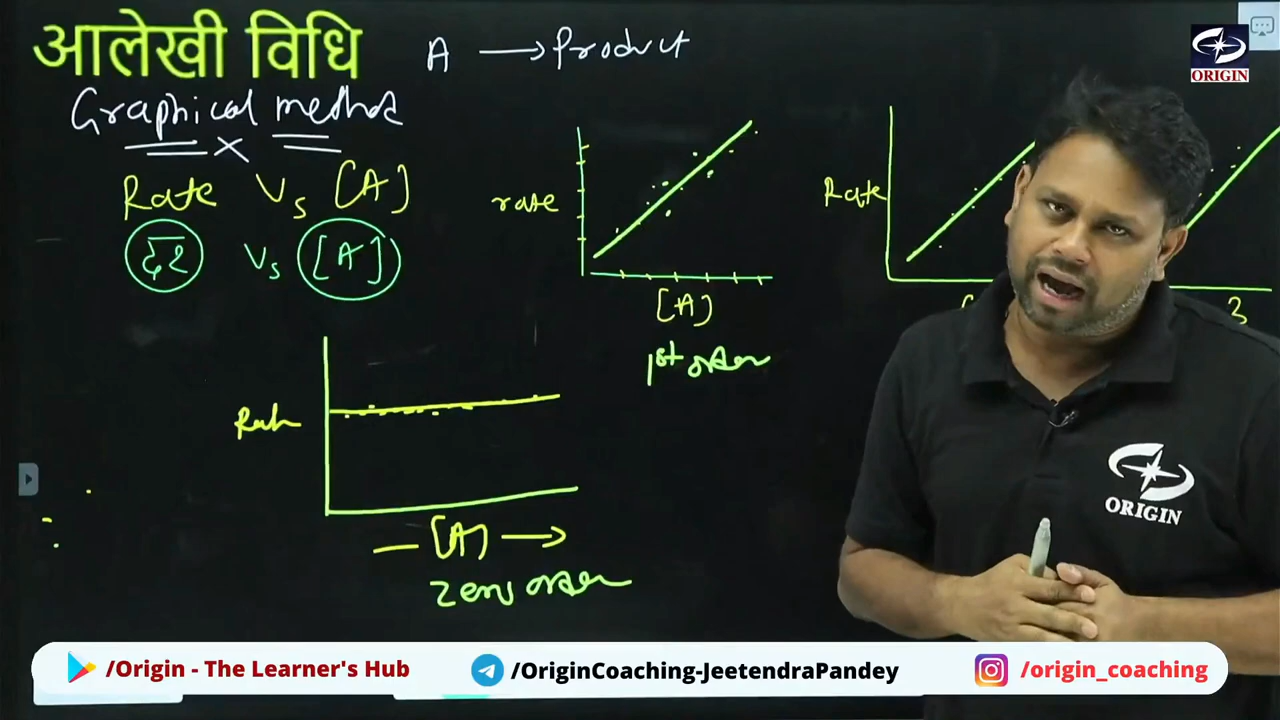 आलेखी विधि
A → Product
Graphical method
Rate Vs [A]
दर Vs [A]
rate
[A]
1st order
Rate
3
Rate
[A] →
Zero order
ORIGIN
ORIGIN
/Origin - The Learner's Hub
/OriginCoaching-JeetendraPandey
/origin_coaching